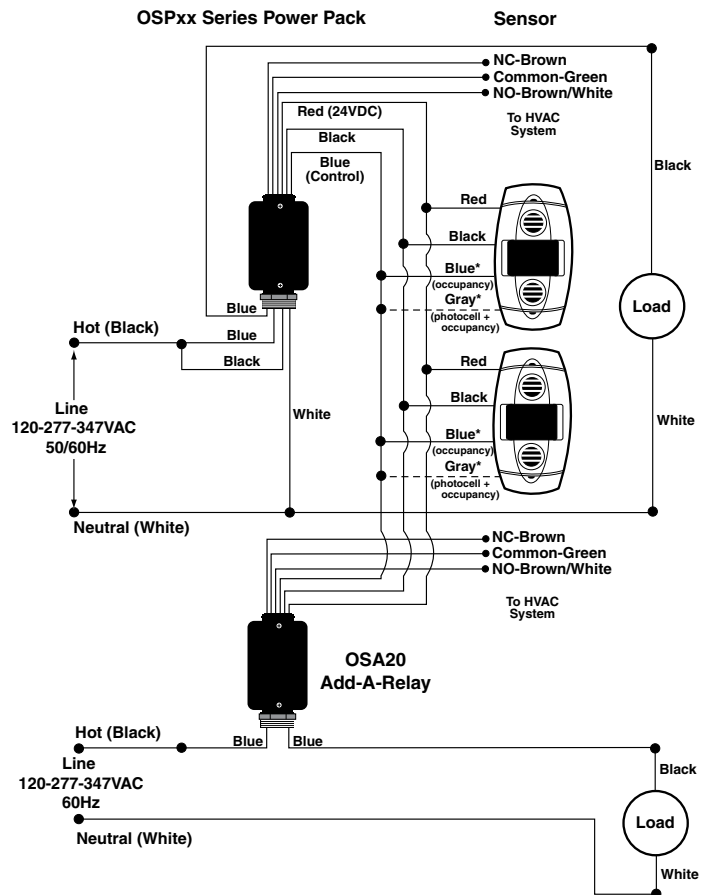 OSPxx Series Power Pack
Sensor
NC-Brown
Common-Green
NO-Brown/White
Red (24VDC)
To HVAC
System
Black
Blue
(Control)
Black
Red
Black
Blue*
(occupancy)
Gray*
(photocell +
occupancy)
Load
Blue
Hot (Black)
Blue
Black
Red
Black
White
White
Line
120-277-347VAC
50/60Hz
Blue*
(occupancy)
Gray*
(photocell +
occupancy)
Neutral (White)
NC-Brown
Common-Green
NO-Brown/White
To HVAC
System
OSA20
Add-A-Relay
Hot (Black)
Blue
Blue
Line
120-277-347VAC
60Hz
Black
Load
Neutral (White)
White